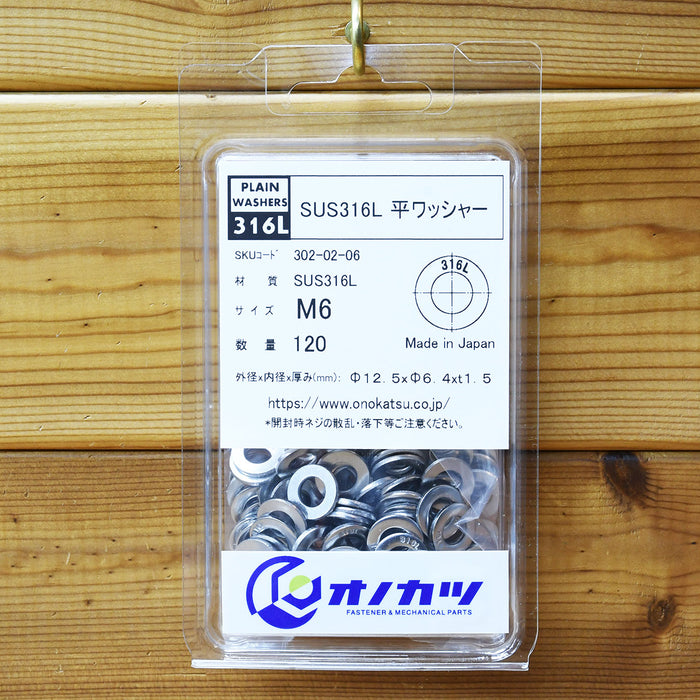 PLAIN
WASHERS
316L
SUS316L 平ワッシャー
SKUコード 302-02-06
材 質 SUS316L
サイズ M6
数 量 120
316L
Made in Japan
外径x内径x厚み(mm): Φ12.5xΦ6.4xt1.5
https://www.onokatsu.co.jp/
*開封時ネジの散乱・落下等ご注意ください。
316L
オノカツ
FASTENER & MECHANICAL PARTS